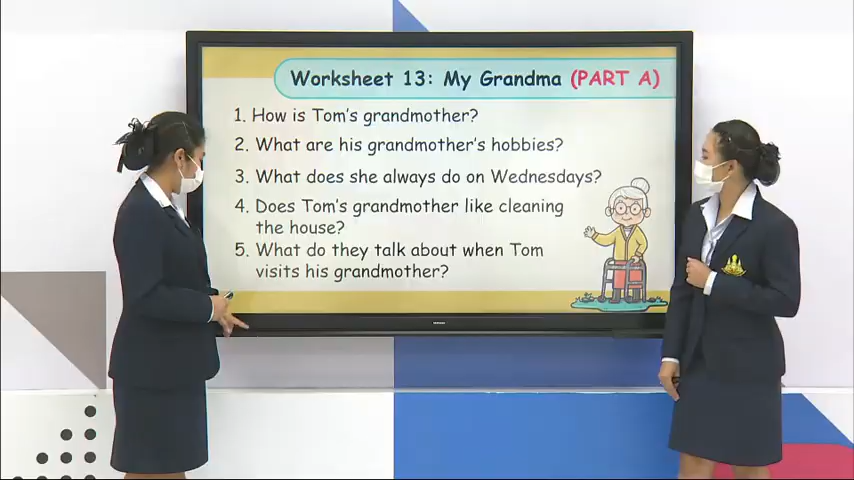 Worksheet 13: My Grandma (PART A)
1. How is Tom's grandmother?
2. What are his grandmother's hobbies?
3. What does she always do on Wednesdays?
4. Does Tom's grandmother like cleaning
the house?
5. What do they talk about when Tom
visits his grandmother?